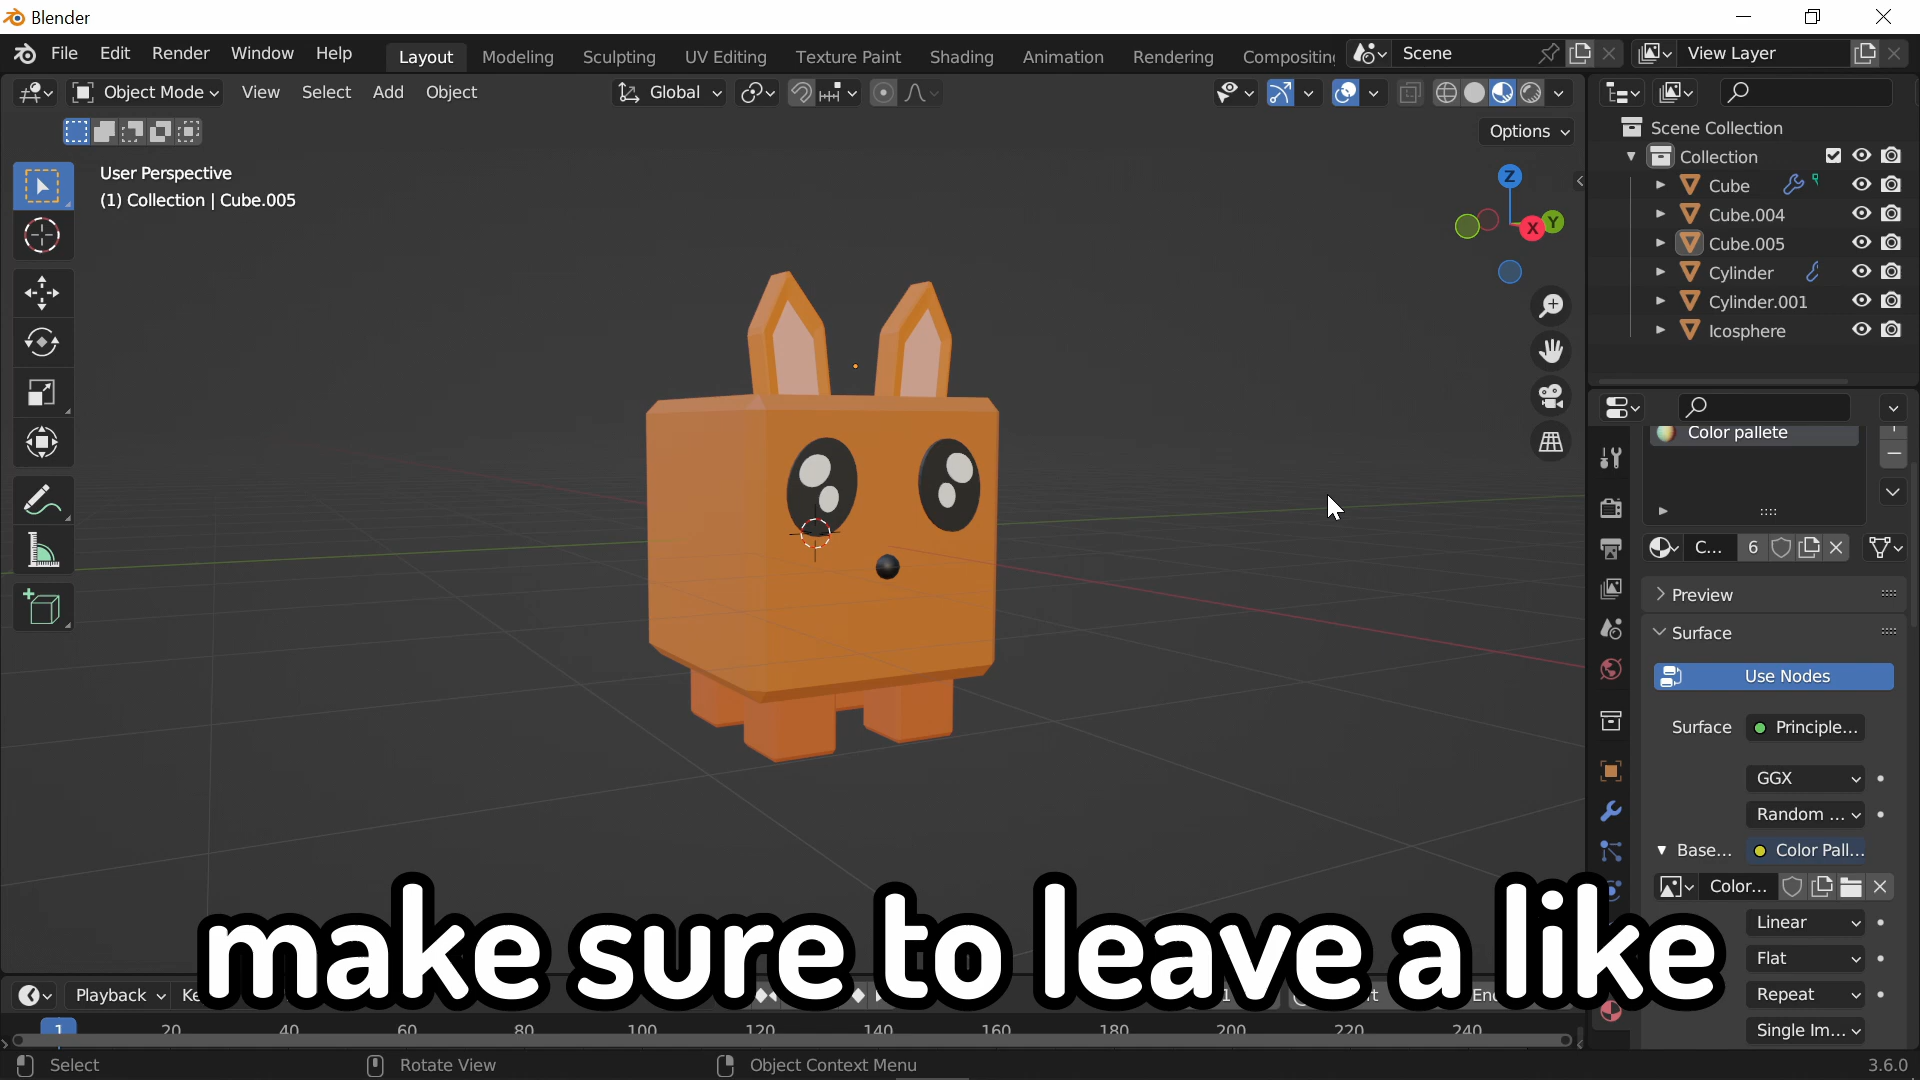 Blender
File Edit Render Window Help
Layout Modeling Sculpting UV Editing Texture Paint Shading Animation Rendering Compositing
Scene
View Layer
Object Mode View Select Add Object
Global
Options
User Perspective
(1) Collection | Cube.005
Z
X
Y
Scene Collection
Collection
Cube
Cube.004
Cube.005
Cylinder
Cylinder.001
Icosphere
Color pallete
C... 6
Preview
Surface
Use Nodes
Surface Principle...
GGX
Random ...
Base... Color Pall...
Color...
Linear
Flat
Repeat
Single Im...
make sure to leave a like
Playback
1 20 40 60 80 100 120 140 160 180 200 220 240
Select Rotate View Object Context Menu 3.6.0